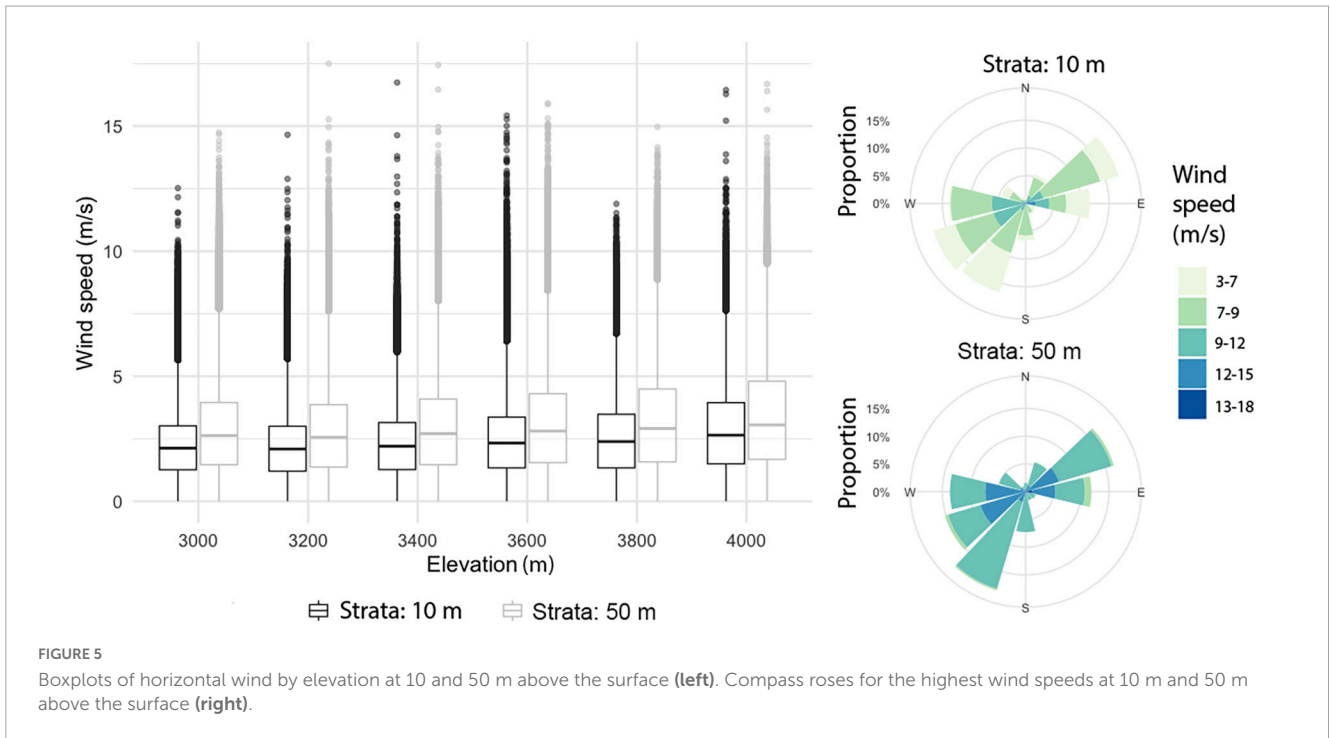 15
10
5
0
Wind speed (m/s)
3000 3200 3400 3600 3800 4000
Elevation (m)
Strata: 10 m Strata: 50 m
Strata: 10 m
Proportion
15%
10%
5%
0%
N
W E
S
Strata: 50 m
Proportion
15%
10%
5%
0%
N
W E
S
Wind
speed
(m/s)
3-7
7-9
9-12
12-15
13-18
FIGURE 5
Boxplots of horizontal wind by elevation at 10 and 50 m above the surface (left). Compass roses for the highest wind speeds at 10 m and 50 m
above the surface (right).